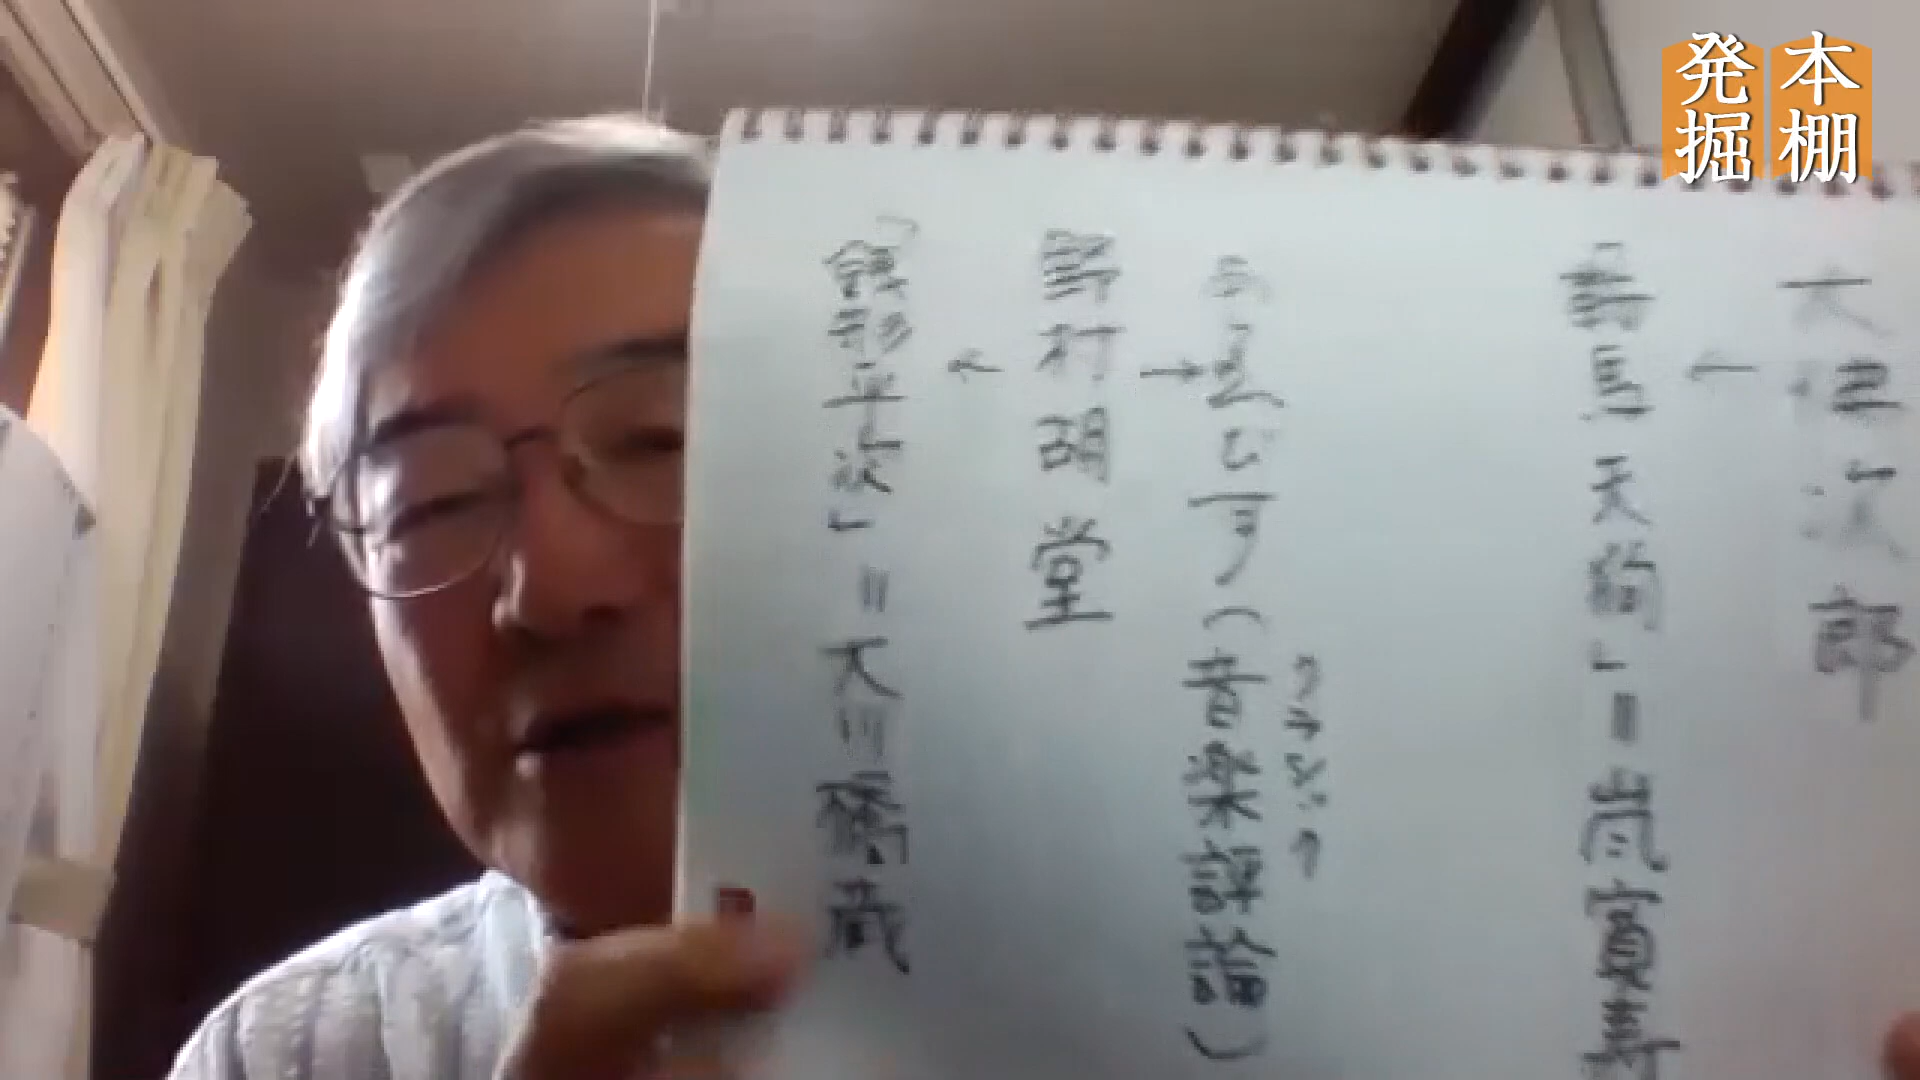 本棚
発掘
大佛次郎
←
鞍馬天狗」=嵐寛壽
クラシック
あらえびす(音楽評論)
→
野村胡堂
←
「銭形平次」=大川橋蔵